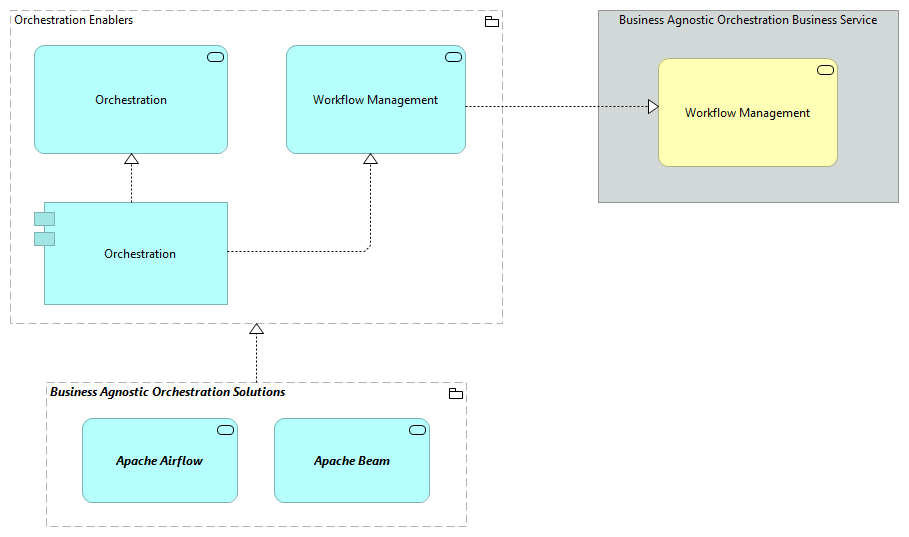 Orchestration Enablers
Business Agnostic Orchestration Business Service
Orchestration
Workflow Management
Workflow Management
Orchestration
Business Agnostic Orchestration Solutions
Apache Airflow
Apache Beam